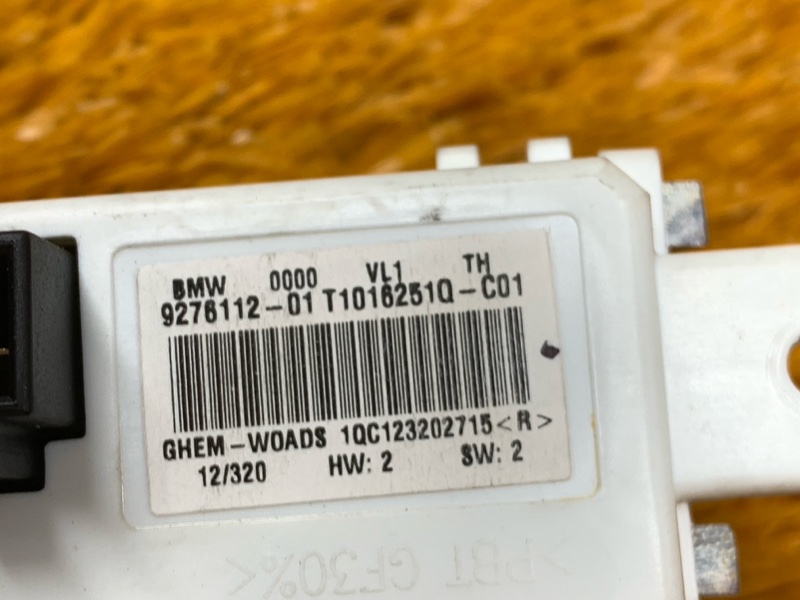 BMW 0000 VL1 TH
9276112-01 T1016251Q-C01
GHEM-WOADS 1QC123202715<R>
12/320 HW: 2 SW: 2
>PBT GF30%<